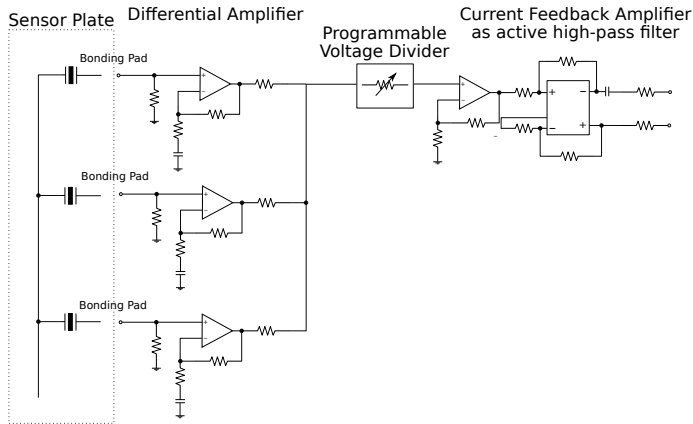 Sensor Plate
Differential Amplifier
Programmable
Voltage Divider
Current Feedback Amplifier
as active high-pass filter
Bonding Pad
Bonding Pad
Bonding Pad
+
−
+
−
+
−
+
−
+ −
− +